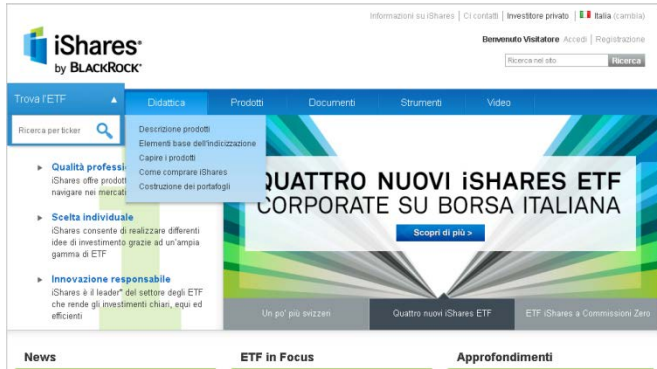 Informazioni su iShares | Ci contatti | Investitore privato | Italia (cambia)
Benvenuto Visitatore Accedi | Registrazione
iShares®
by BLACKROCK®
Ricerca nel sito
Ricerca
Trova l'ETF
Didattica
Prodotti
Documenti
Strumenti
Video
Ricerca per ticker
Descrizione prodotti
Elementi base dell'indicizzazione
Capire i prodotti
Come comprare iShares
Costruzione dei portafogli
Qualità professi
iShares offre prodott
navigare nei mercati
Scelta individuale
iShares consente di realizzare differenti
idee di investimento grazie ad un'ampia
gamma di ETF
Innovazione responsabile
iShares è il leader* del settore degli ETF
che rende gli investimenti chiari, equi ed
efficienti
QUATTRO NUOVI iSHARES ETF
CORPORATE SU BORSA ITALIANA
Scopri di più >
Un po' più svizzeri
Quattro nuovi iShares ETF
ETF iShares a Commissioni Zero
News
ETF in Focus
Approfondimenti